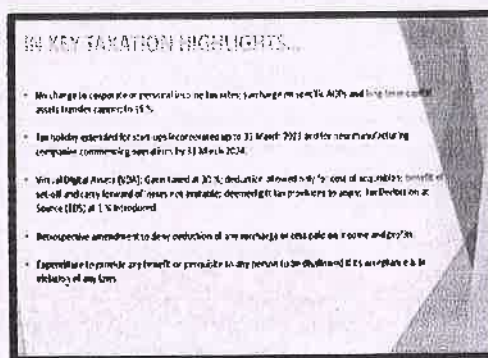 IN KEY TAXATION HIGHLIGHTS...
• No change to corporate or personal income tax rates; surcharge on specific AOPs and long term capital
assets transfer capped to 15 %.
• Tax holiday extended for start ups incorporated up to 31 March 2023 and for new manufacturing
companies commencing operations by 31 March 2024.
• Virtual Digital Assets (VDA): Gains taxed at 30 %; deduction allowed only for cost of acquisition; benefit of
set-off and carry forward of losses not available; deemed gift tax provisions to apply. Tax Deduction at
Source (TDS) at 1 % introduced
• Retrospective amendment to deny deduction of any surcharge or cess paid on income and profits
• Expenditure to provide any benefit or perquisite to any person to be disallowed if its acceptance is in
violation of any laws